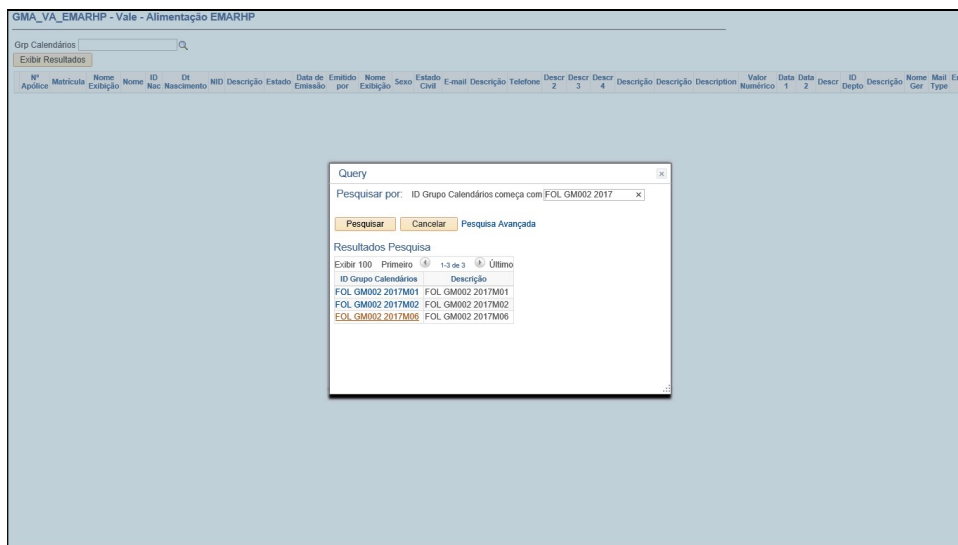 GMA_VA_EMARHP - Vale - Alimentação EMARHP
Grp Calendários
Exibir Resultados
Nº Apólice Matrícula Nome Exibição Nome ID Nac Dt Nascimento NID Descrição Estado Data de Emissão Emitido por Nome Exibição Sexo Estado Civil E-mail Descrição Telefone Descr 2 Descr 3 Descr 4 Descrição Descrição Description Valor Numérico Data 1 Data 2 Descr ID Depto Descrição Nome Ger Mail Type
Query
Pesquisar por: ID Grupo Calendários começa com FOL GM002 2017
Pesquisar Cancelar Pesquisa Avançada
Resultados Pesquisa
Exibir 100 Primeiro 1-3 de 3 Último
ID Grupo Calendários Descrição
FOL GM002 2017M01 FOL GM002 2017M01
FOL GM002 2017M02 FOL GM002 2017M02
FOL GM002 2017M06 FOL GM002 2017M06